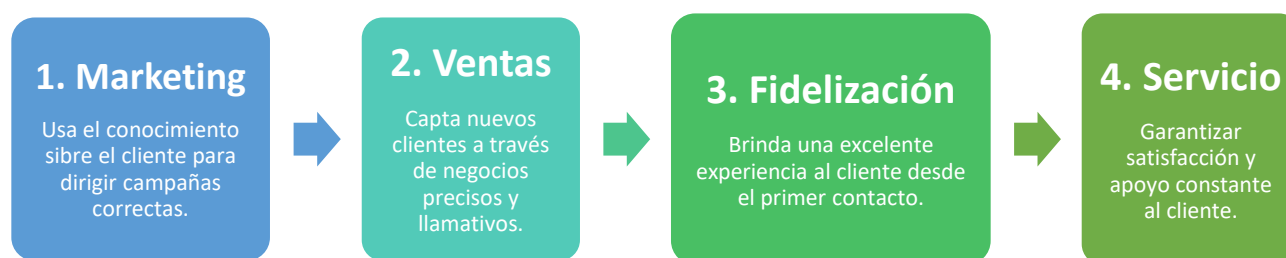 1. Marketing
Usa el conocimiento
sibre el cliente para
dirigir campañas
correctas.
2. Ventas
Capta nuevos
clientes a través
de negocios
precisos y
llamativos.
3. Fidelización
Brinda una excelente
experiencia al cliente desde
el primer contacto.
4. Servicio
Garantizar
satisfacción y
apoyo constante
al cliente.